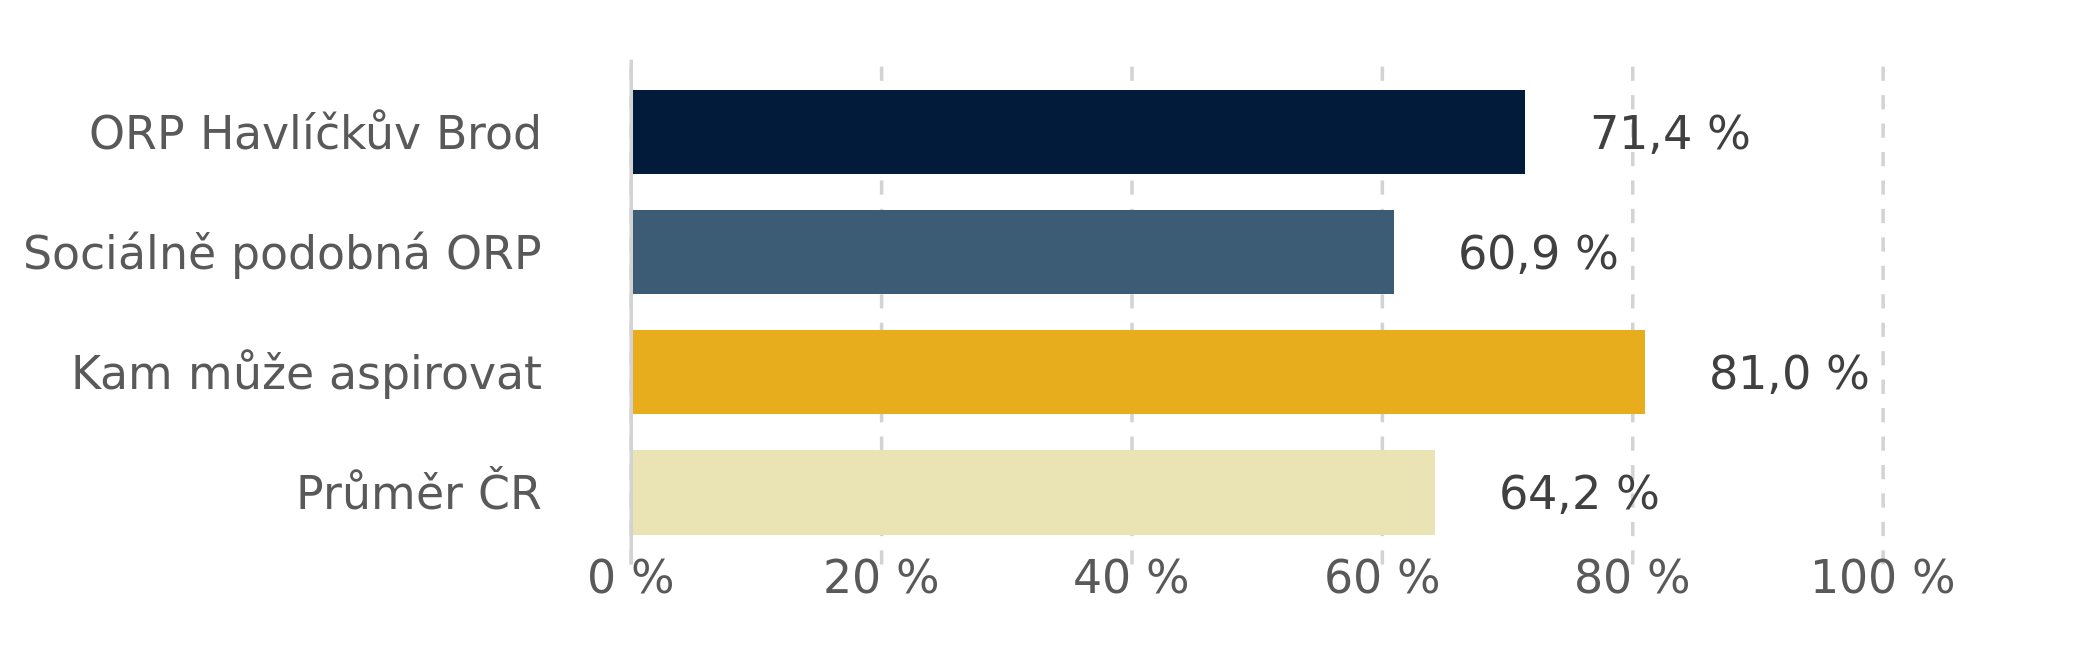 ORP Havlíčkův Brod 71,4 %
Sociálně podobná ORP 60,9 %
Kam může aspirovat 81,0 %
Průměr ČR 64,2 %
0 % 20 % 40 % 60 % 80 % 100 %